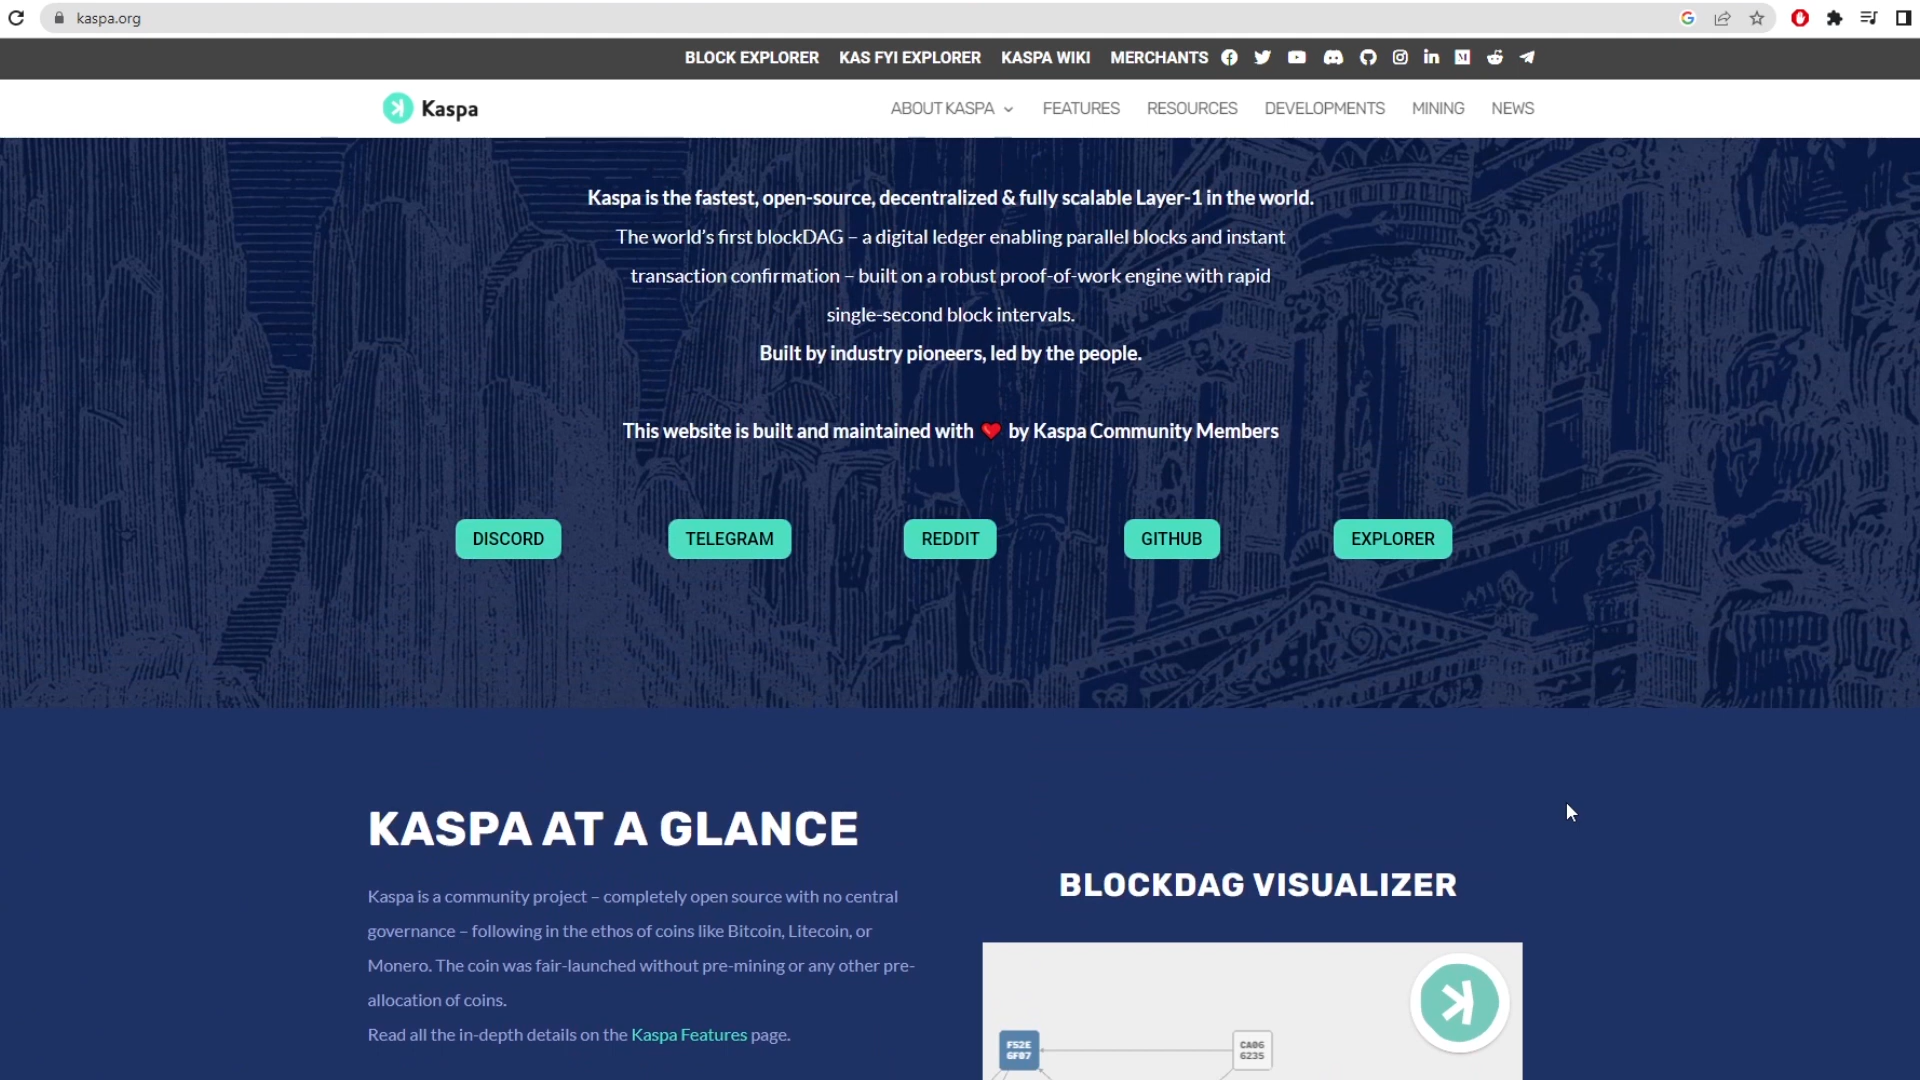 kaspa.org
BLOCK EXPLORER KAS FYI EXPLORER KASPA WIKI MERCHANTS
Kaspa ABOUT KASPA FEATURES RESOURCES DEVELOPMENTS MINING NEWS
Kaspa is the fastest, open-source, decentralized & fully scalable Layer-1 in the world.
The world's first blockDAG – a digital ledger enabling parallel blocks and instant
transaction confirmation – built on a robust proof-of-work engine with rapid
single-second block intervals.
Built by industry pioneers, led by the people.
This website is built and maintained with ❤️ by Kaspa Community Members
DISCORD TELEGRAM REDDIT GITHUB EXPLORER
KASPA AT A GLANCE
Kaspa is a community project – completely open source with no central
governance – following in the ethos of coins like Bitcoin, Litecoin, or
Monero. The coin was fair-launched without pre-mining or any other pre-
allocation of coins.
Read all the in-depth details on the Kaspa Features page.
BLOCKDAG VISUALIZER
F52E
6F07
CA06
6235